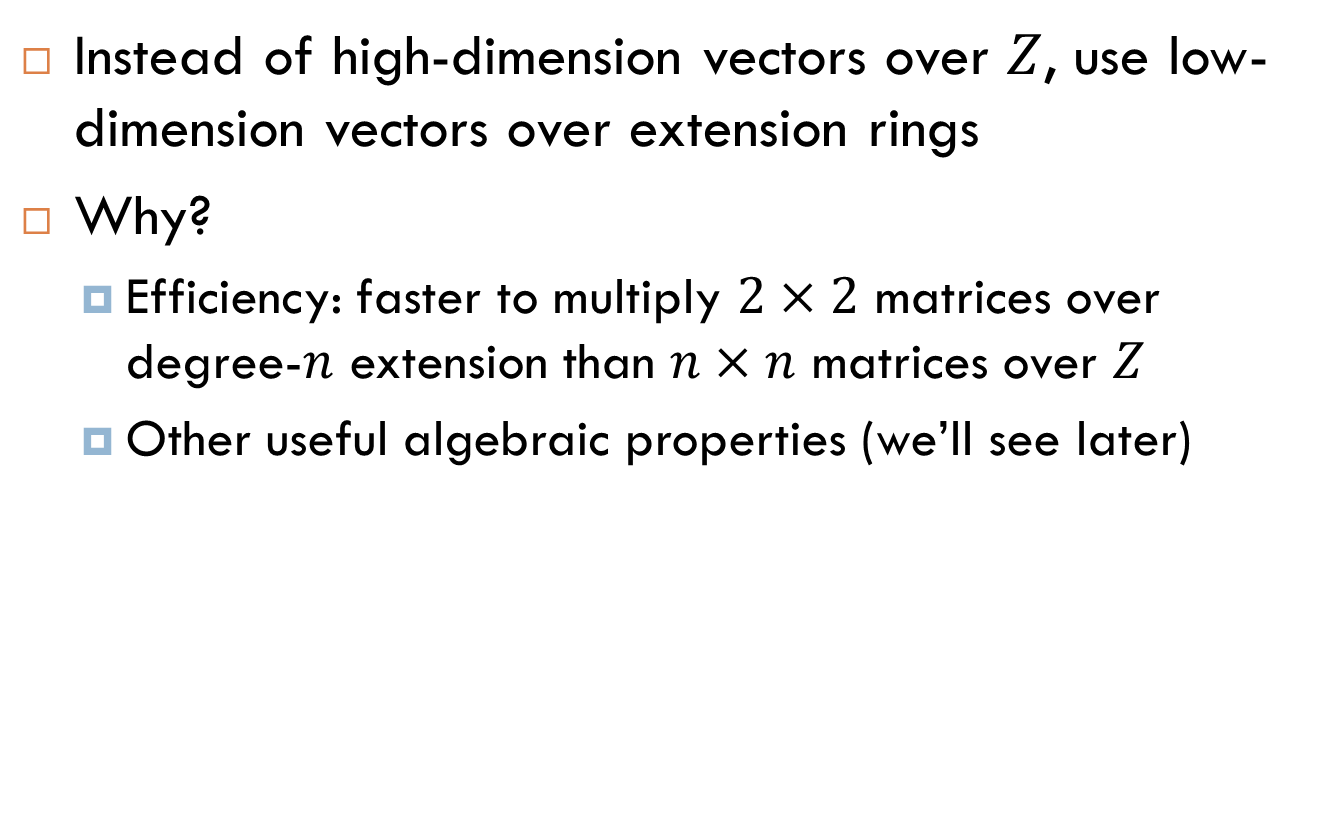 Instead of high-dimension vectors over Z, use low-
dimension vectors over extension rings
Why?
Efficiency: faster to multiply 2 × 2 matrices over
degree-n extension than n × n matrices over Z
Other useful algebraic properties (we’ll see later)